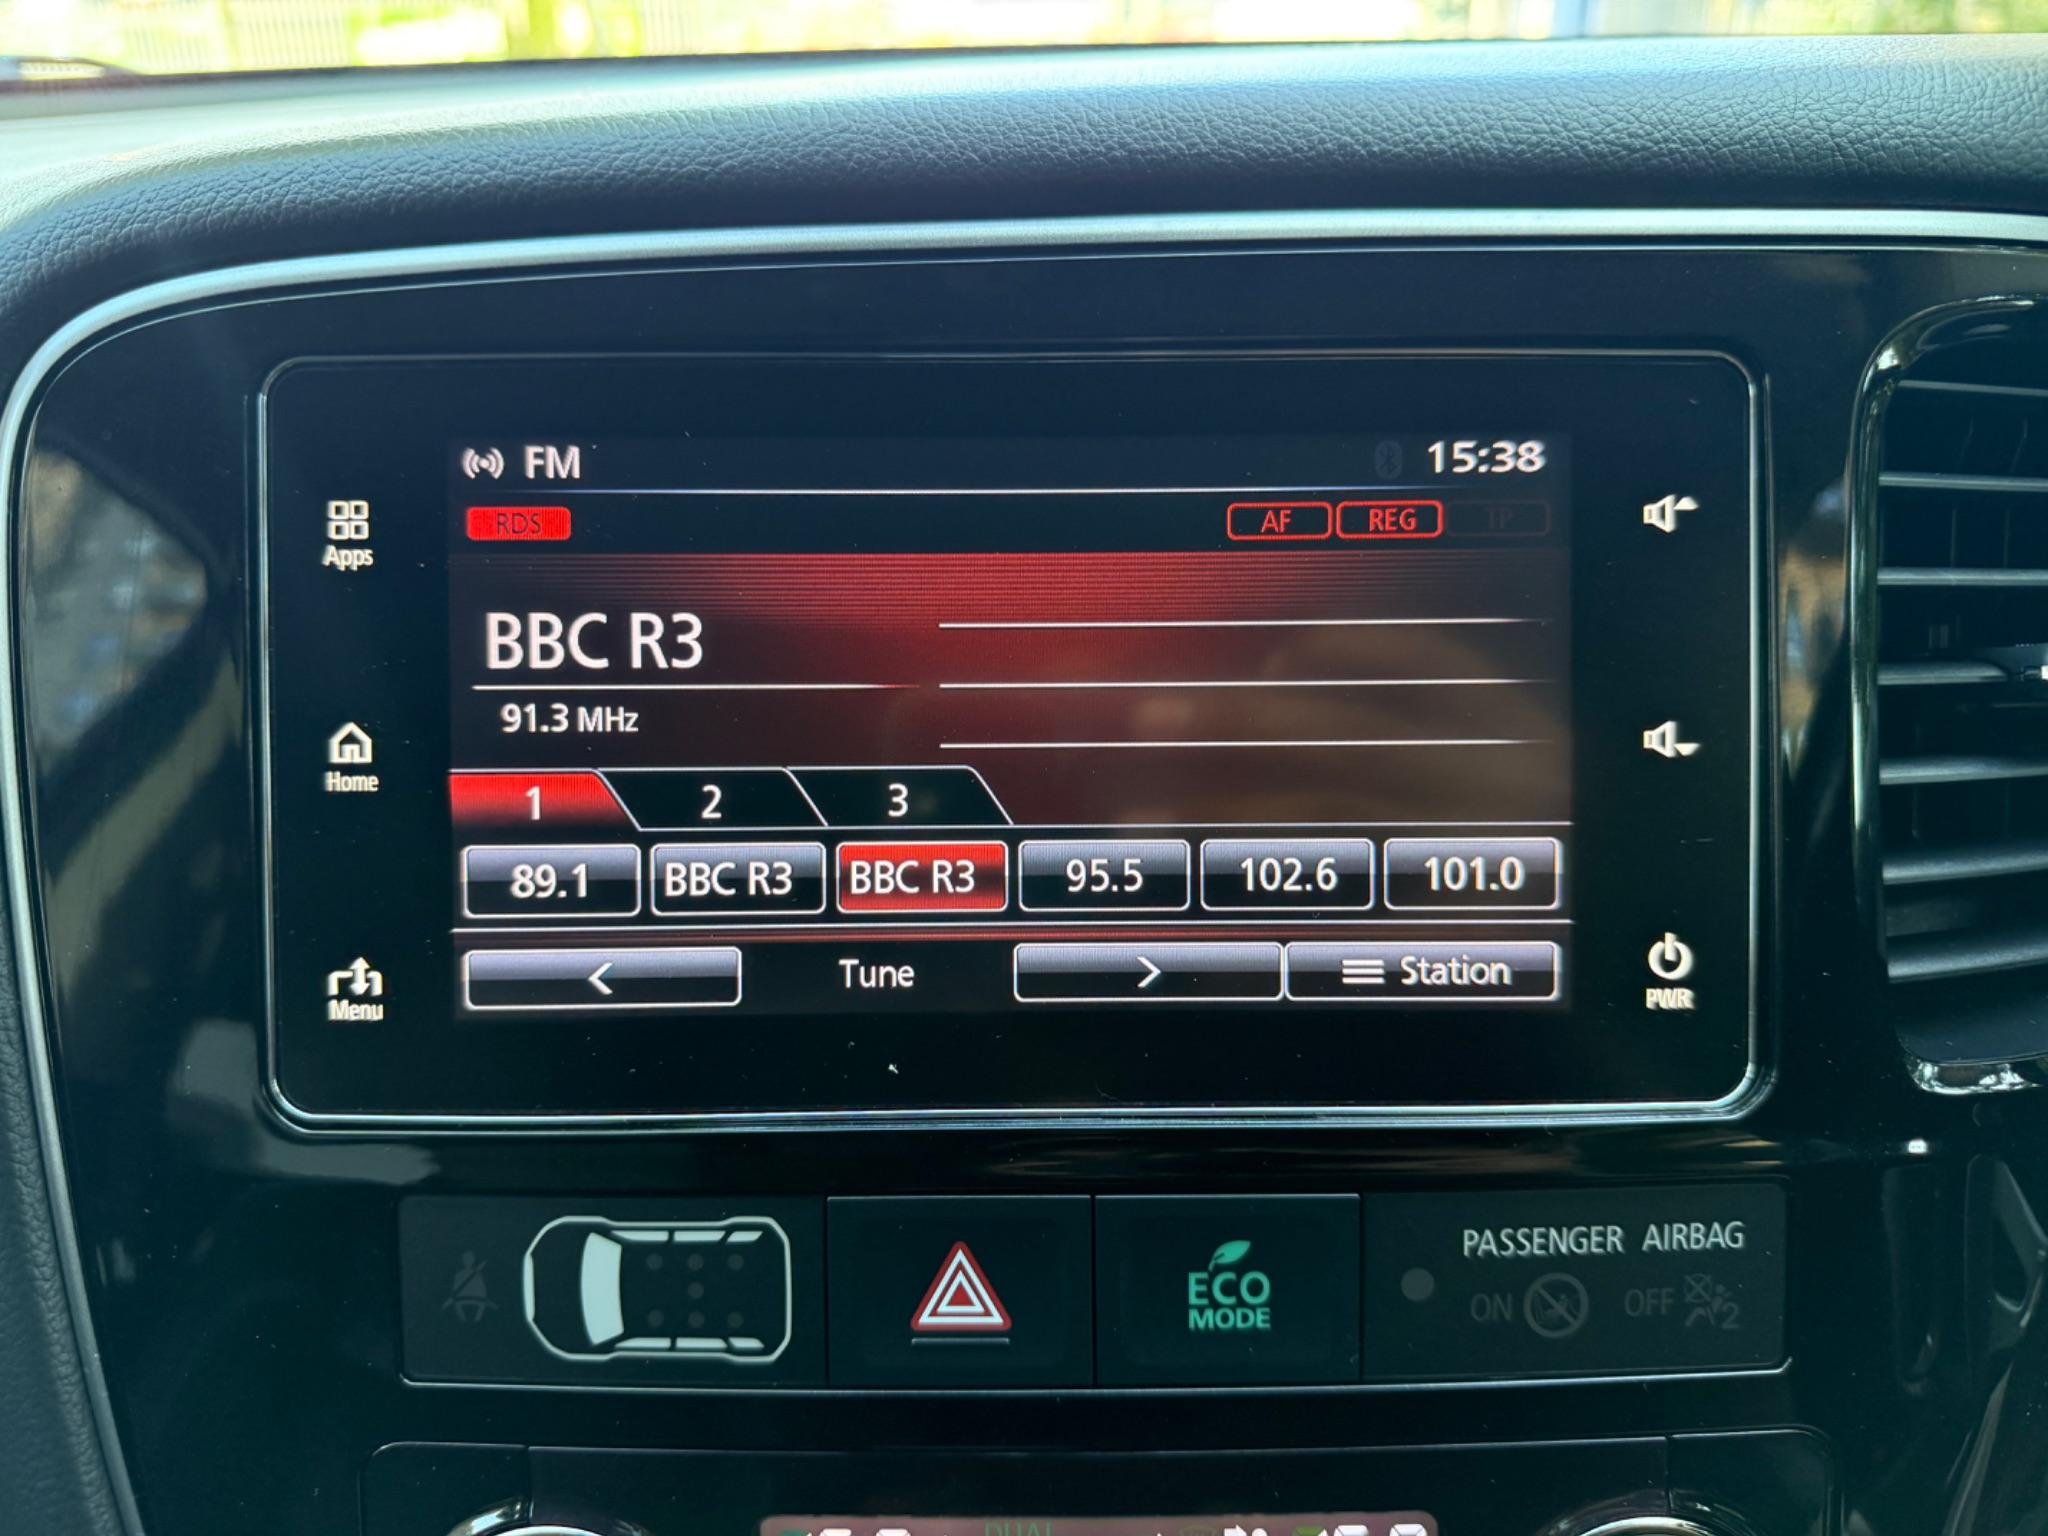 FM
15:38
RDS
AF
REG
TP
Apps
BBC R3
91.3 MHz
Home
1
2
3
89.1
BBC R3
BBC R3
95.5
102.6
101.0
Tune
Station
Menu
PWR
PASSENGER AIRBAG
ECO
MODE
ON
OFF
2
DUAL